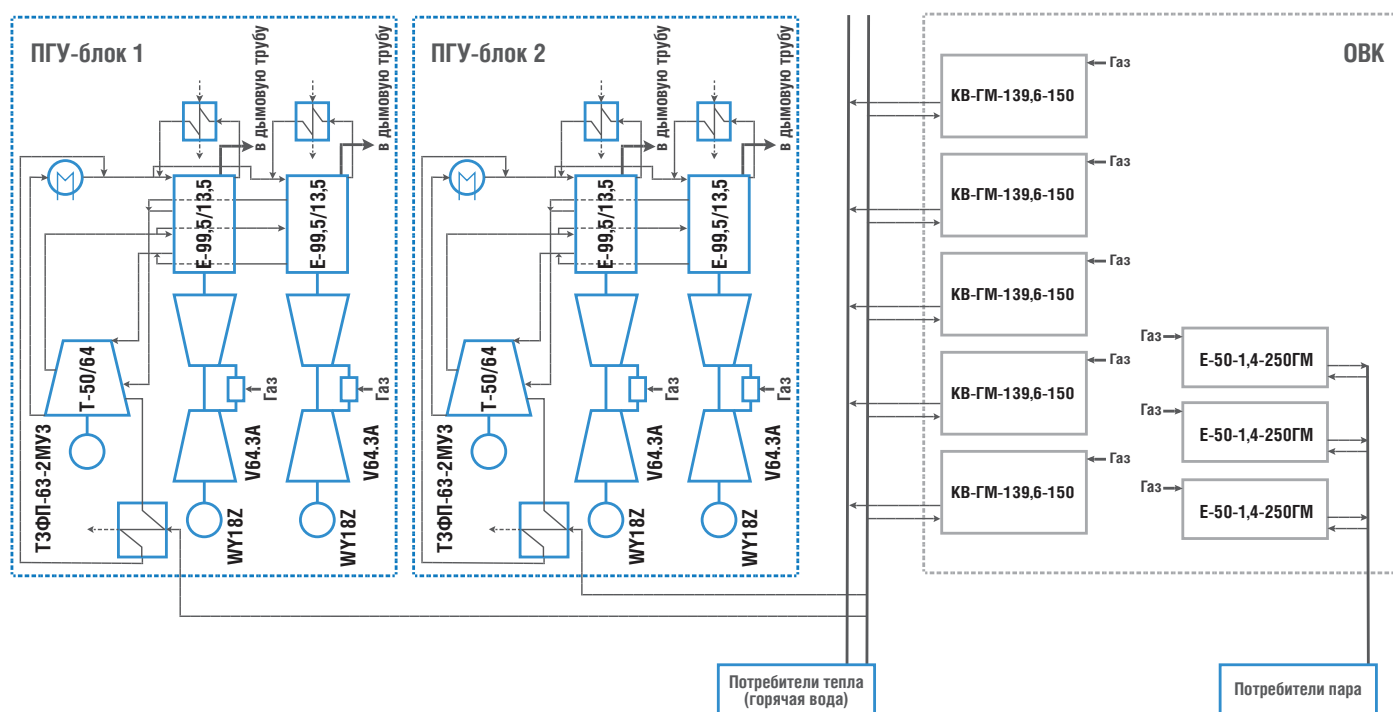 ПГУ-блок 1
в дымовую трубу
в дымовую трубу
Е-99,5/13,5
Е-99,5/13,5
Т-50/64
ТЗФП-63-2МУЗ
Газ
Газ
V64.3A
V64.3A
WY18Z
WY18Z
ПГУ-блок 2
в дымовую трубу
в дымовую трубу
Е-99,5/13,5
Е-99,5/13,5
Т-50/64
ТЗФП-63-2МУЗ
Газ
Газ
V64.3A
V64.3A
WY18Z
WY18Z
ОВК
Газ
КВ-ГМ-139,6-150
Газ
КВ-ГМ-139,6-150
Газ
КВ-ГМ-139,6-150
Газ
КВ-ГМ-139,6-150
Газ
КВ-ГМ-139,6-150
Газ
Е-50-1,4-250ГМ
Газ
Е-50-1,4-250ГМ
Газ
Е-50-1,4-250ГМ
Потребители тепла
(горячая вода)
Потребители пара